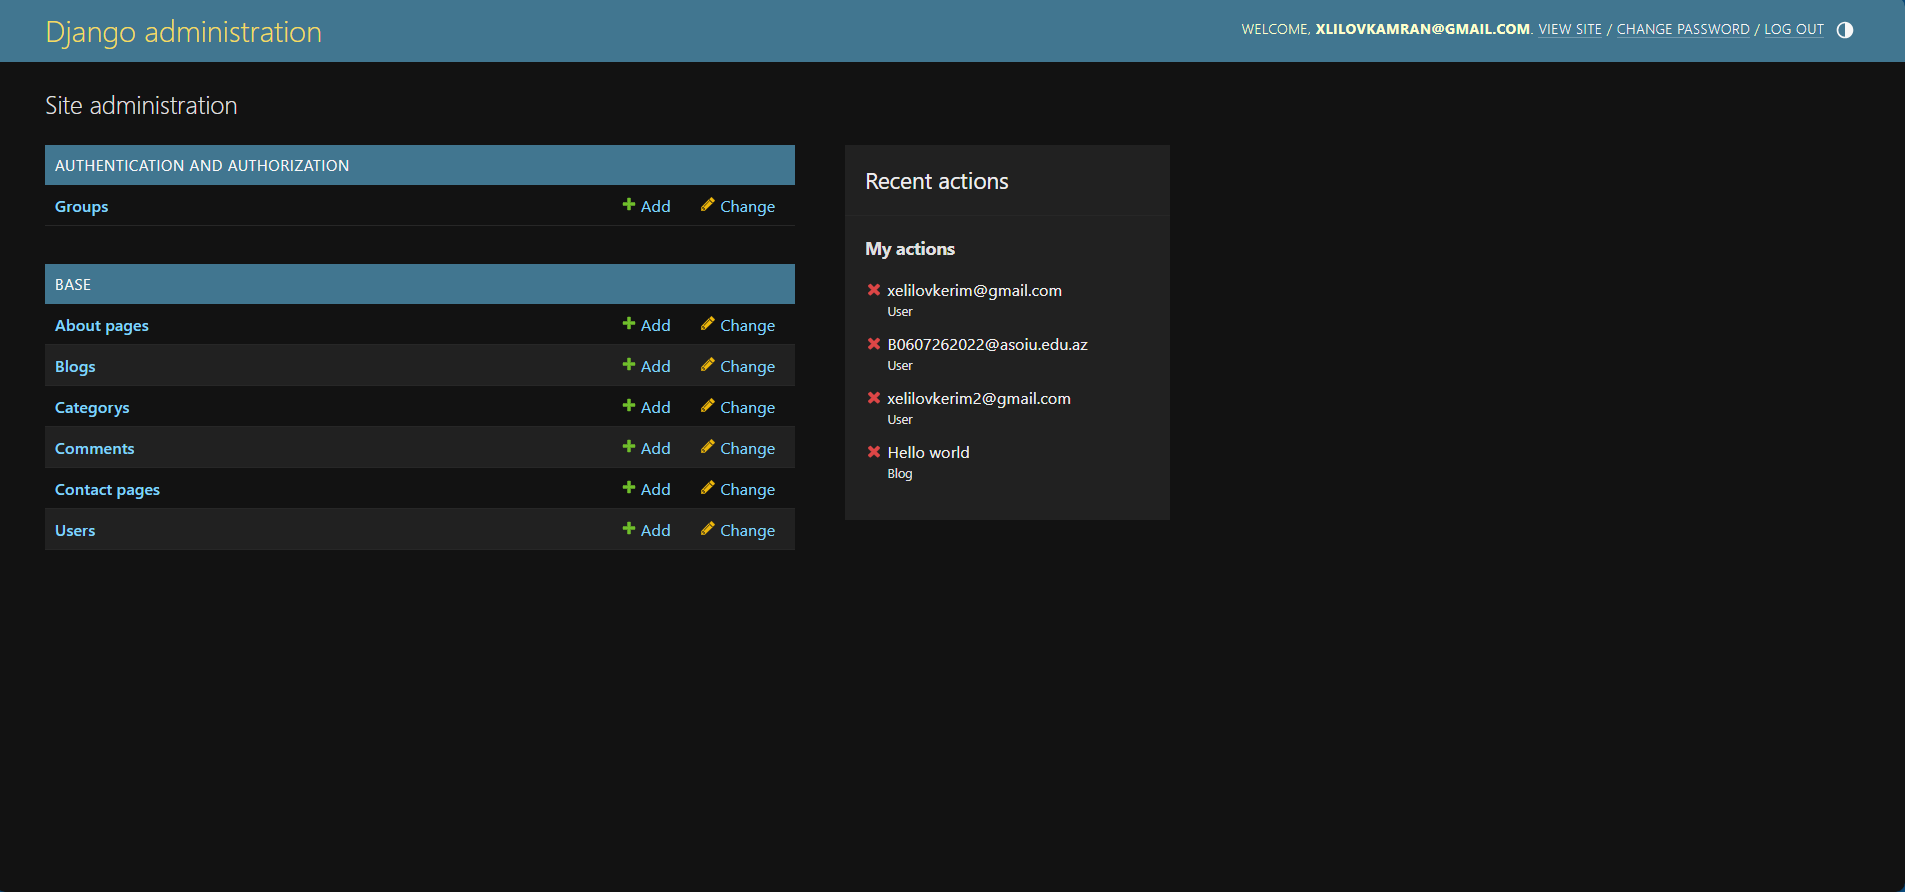 Django administration
WELCOME, XLILOVKAMRAN@GMAIL.COM. VIEW SITE / CHANGE PASSWORD / LOG OUT
Site administration
AUTHENTICATION AND AUTHORIZATION
Groups Add Change
BASE
About pages Add Change
Blogs Add Change
Categorys Add Change
Comments Add Change
Contact pages Add Change
Users Add Change
Recent actions
My actions
xelilovkerim@gmail.com
User
B0607262022@asoiu.edu.az
User
xelilovkerim2@gmail.com
User
Hello world
Blog